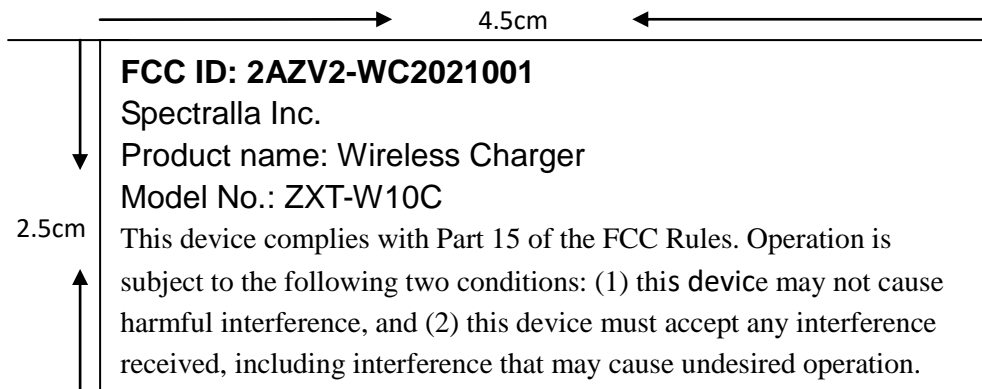 4.5cm
FCC ID: 2AZV2-WC2021001
Spectralla Inc.
Product name: Wireless Charger
Model No.: ZXT-W10C
2.5cm
This device complies with Part 15 of the FCC Rules. Operation is
subject to the following two conditions: (1) this device may not cause
harmful interference, and (2) this device must accept any interference
received, including interference that may cause undesired operation.